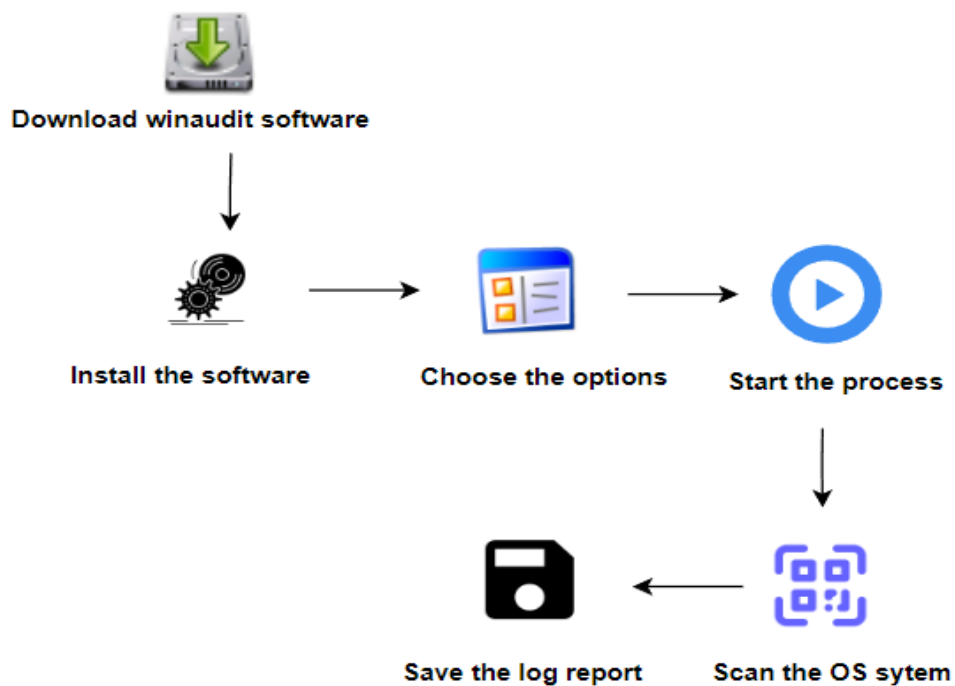 Download winaudit software
Install the software
Choose the options
Start the process
Scan the OS sytem
Save the log report